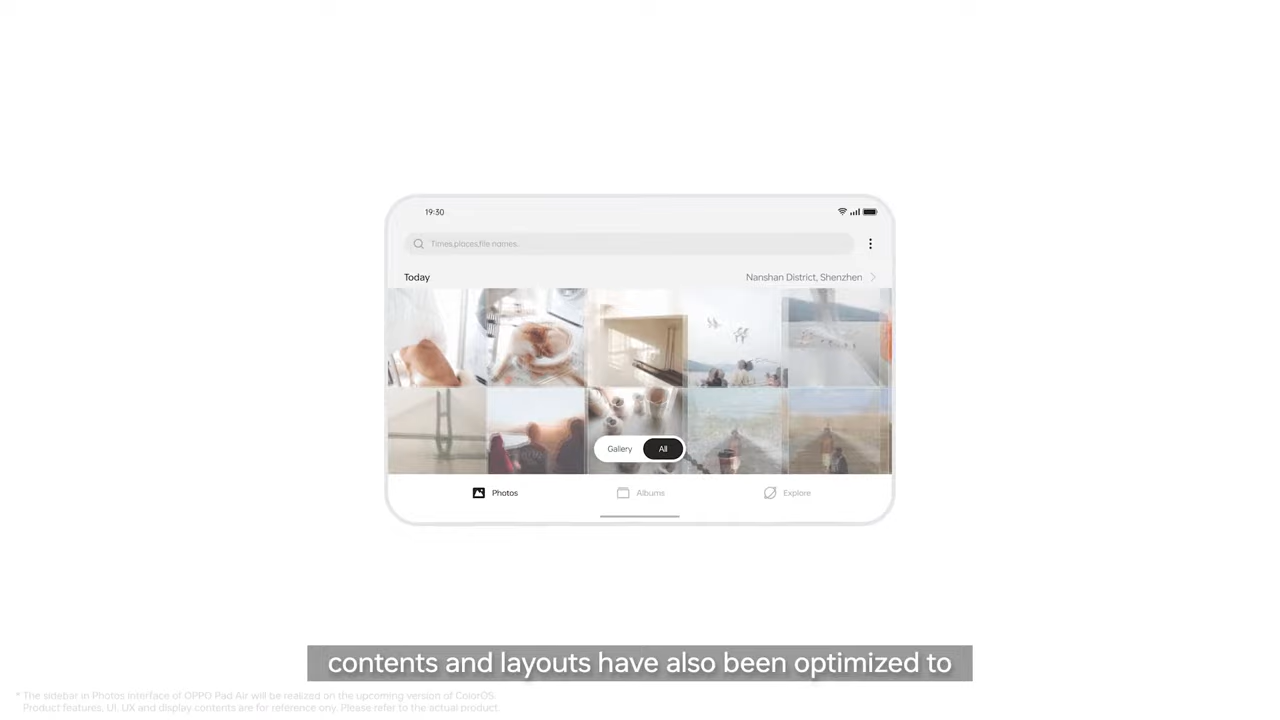 19:30
Times,places,file names.
Today
Nanshan District, Shenzhen
Gallery
All
Photos
Albums
Explore
contents and layouts have also been optimized to
* The sidebar in Photos interface of OPPO Pad Air will be realized on the upcoming version of ColorOS.
Product features, UI, UX and display contents are for reference ony. Please refer to the actual product.